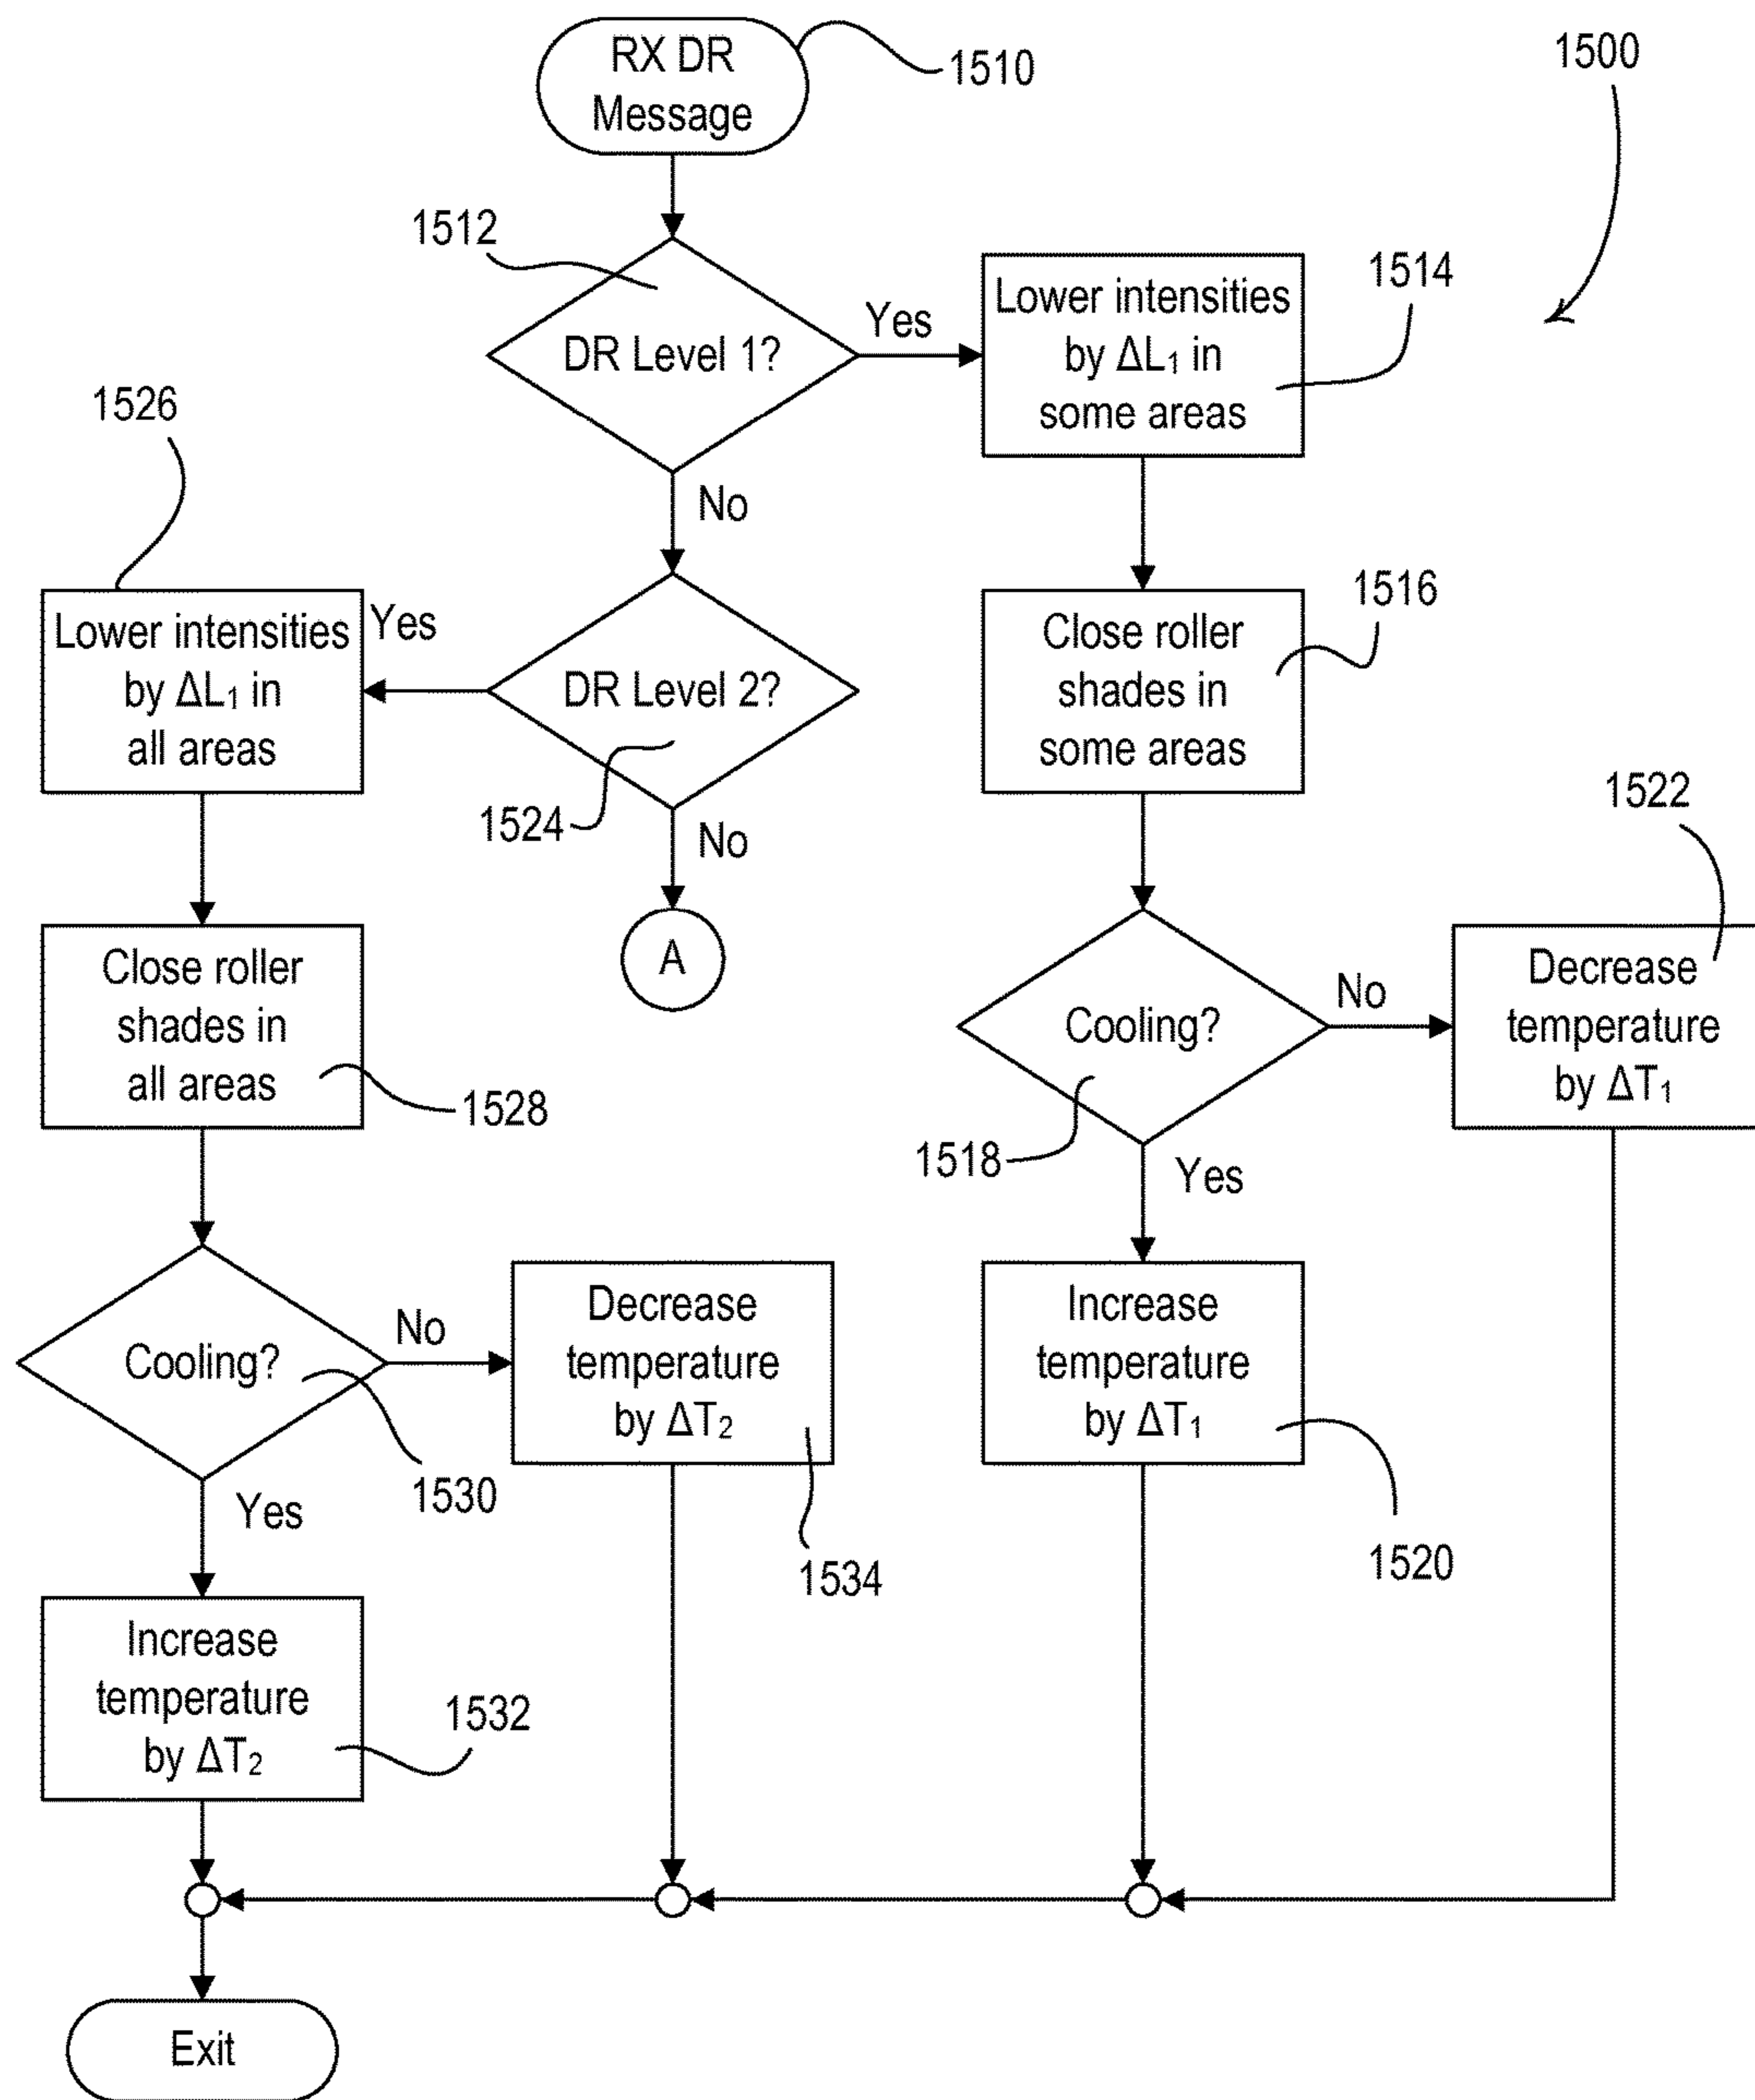 RX DR
Message
1510
1500
1512
DR Level 1?
Yes
Lower intensities
by ΔL₁ in
some areas
1514
No
1526
Lower intensities
by ΔL₁ in
all areas
Yes
DR Level 2?
1524
No
A
Close roller
shades in
some areas
1516
1522
Close roller
shades in
all areas
1528
Cooling?
1518
No
Decrease
temperature
by ΔT₁
Yes
Cooling?
1530
No
Decrease
temperature
by ΔT₂
1534
Increase
temperature
by ΔT₁
1520
Yes
Increase
temperature
by ΔT₂
1532
Exit